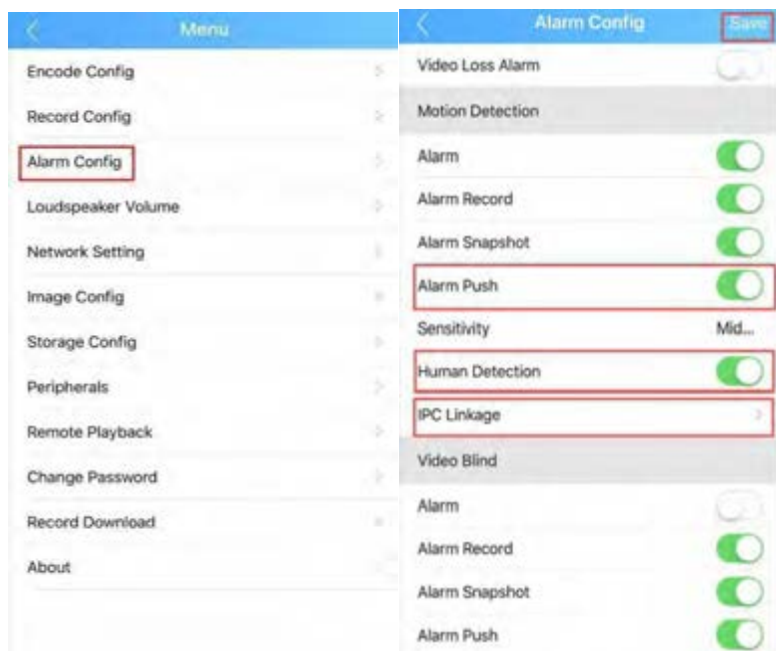 Menu
Encode Config
Record Config
Alarm Config
Loudspeaker Volume
Network Setting
Image Config
Storage Config
Peripherals
Remote Playback
Change Password
Record Download
About
Alarm Config
Save
Video Loss Alarm
Motion Detection
Alarm
Alarm Record
Alarm Snapshot
Alarm Push
Sensitivity Mid...
Human Detection
IPC Linkage
Video Blind
Alarm
Alarm Record
Alarm Snapshot
Alarm Push